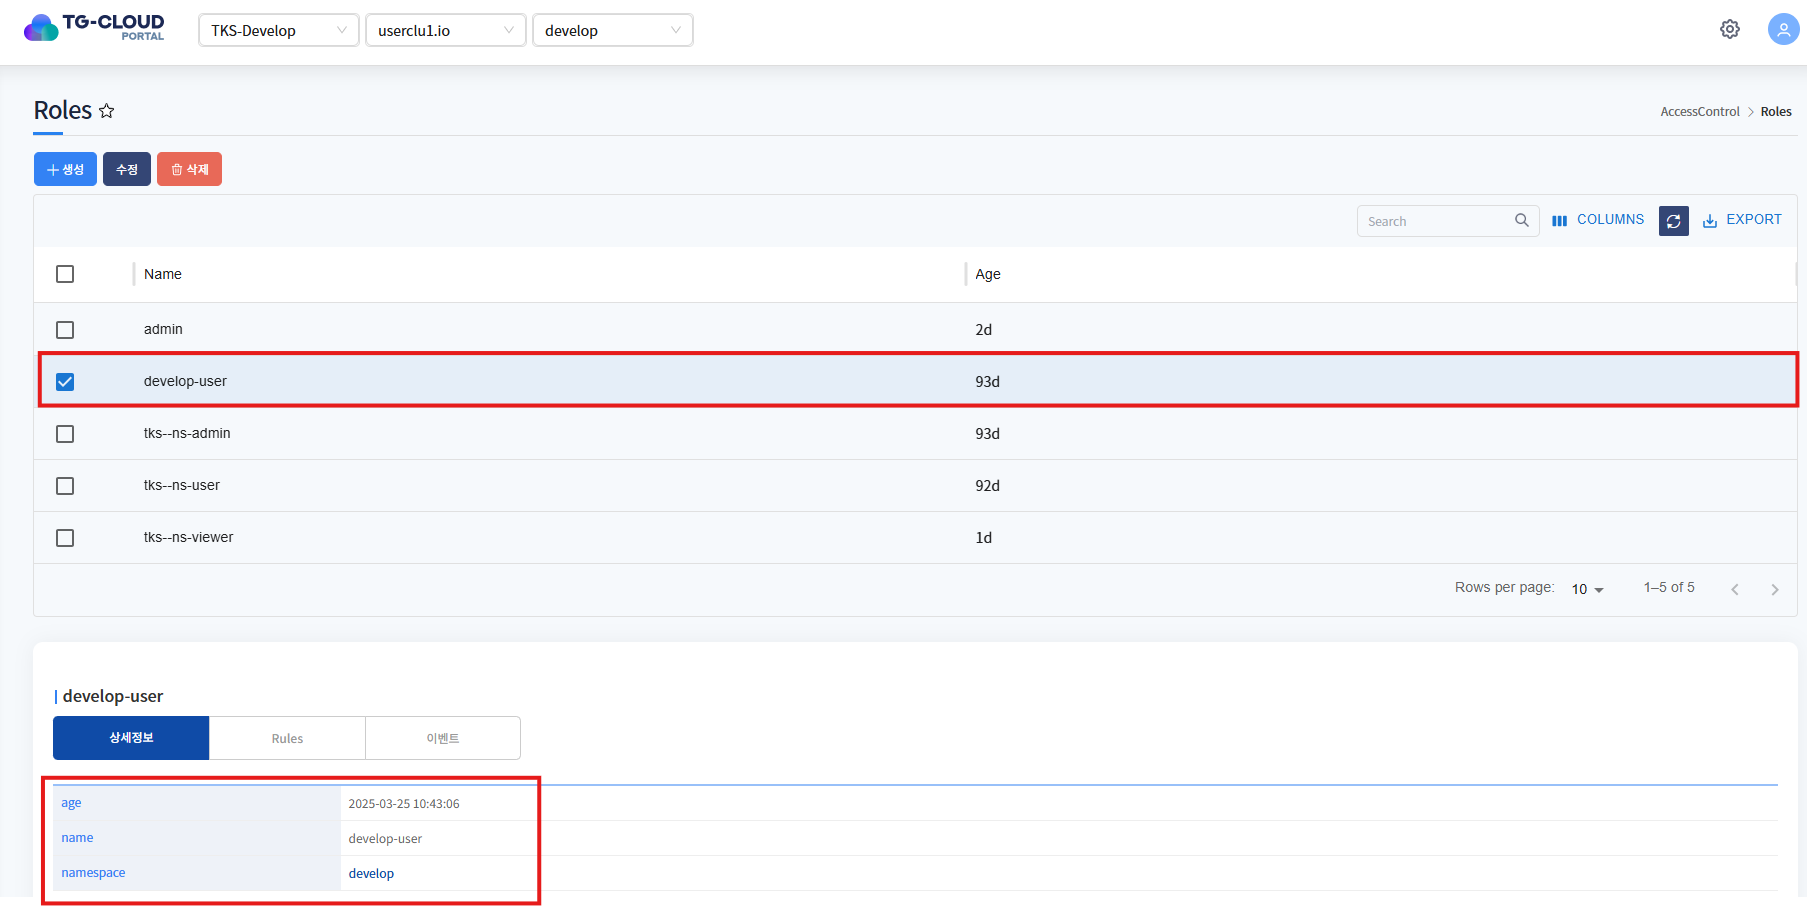 TG-CLOUD
PORTAL
TKS-Develop
userclu1.io
develop
Roles
AccessControl > Roles
+ 생성
수정
삭제
Search
COLUMNS
EXPORT
Name
Age
admin
2d
develop-user
93d
tks--ns-admin
93d
tks--ns-user
92d
tks--ns-viewer
1d
Rows per page:
10
1–5 of 5
develop-user
상세정보
Rules
이벤트
age
2025-03-25 10:43:06
name
develop-user
namespace
develop